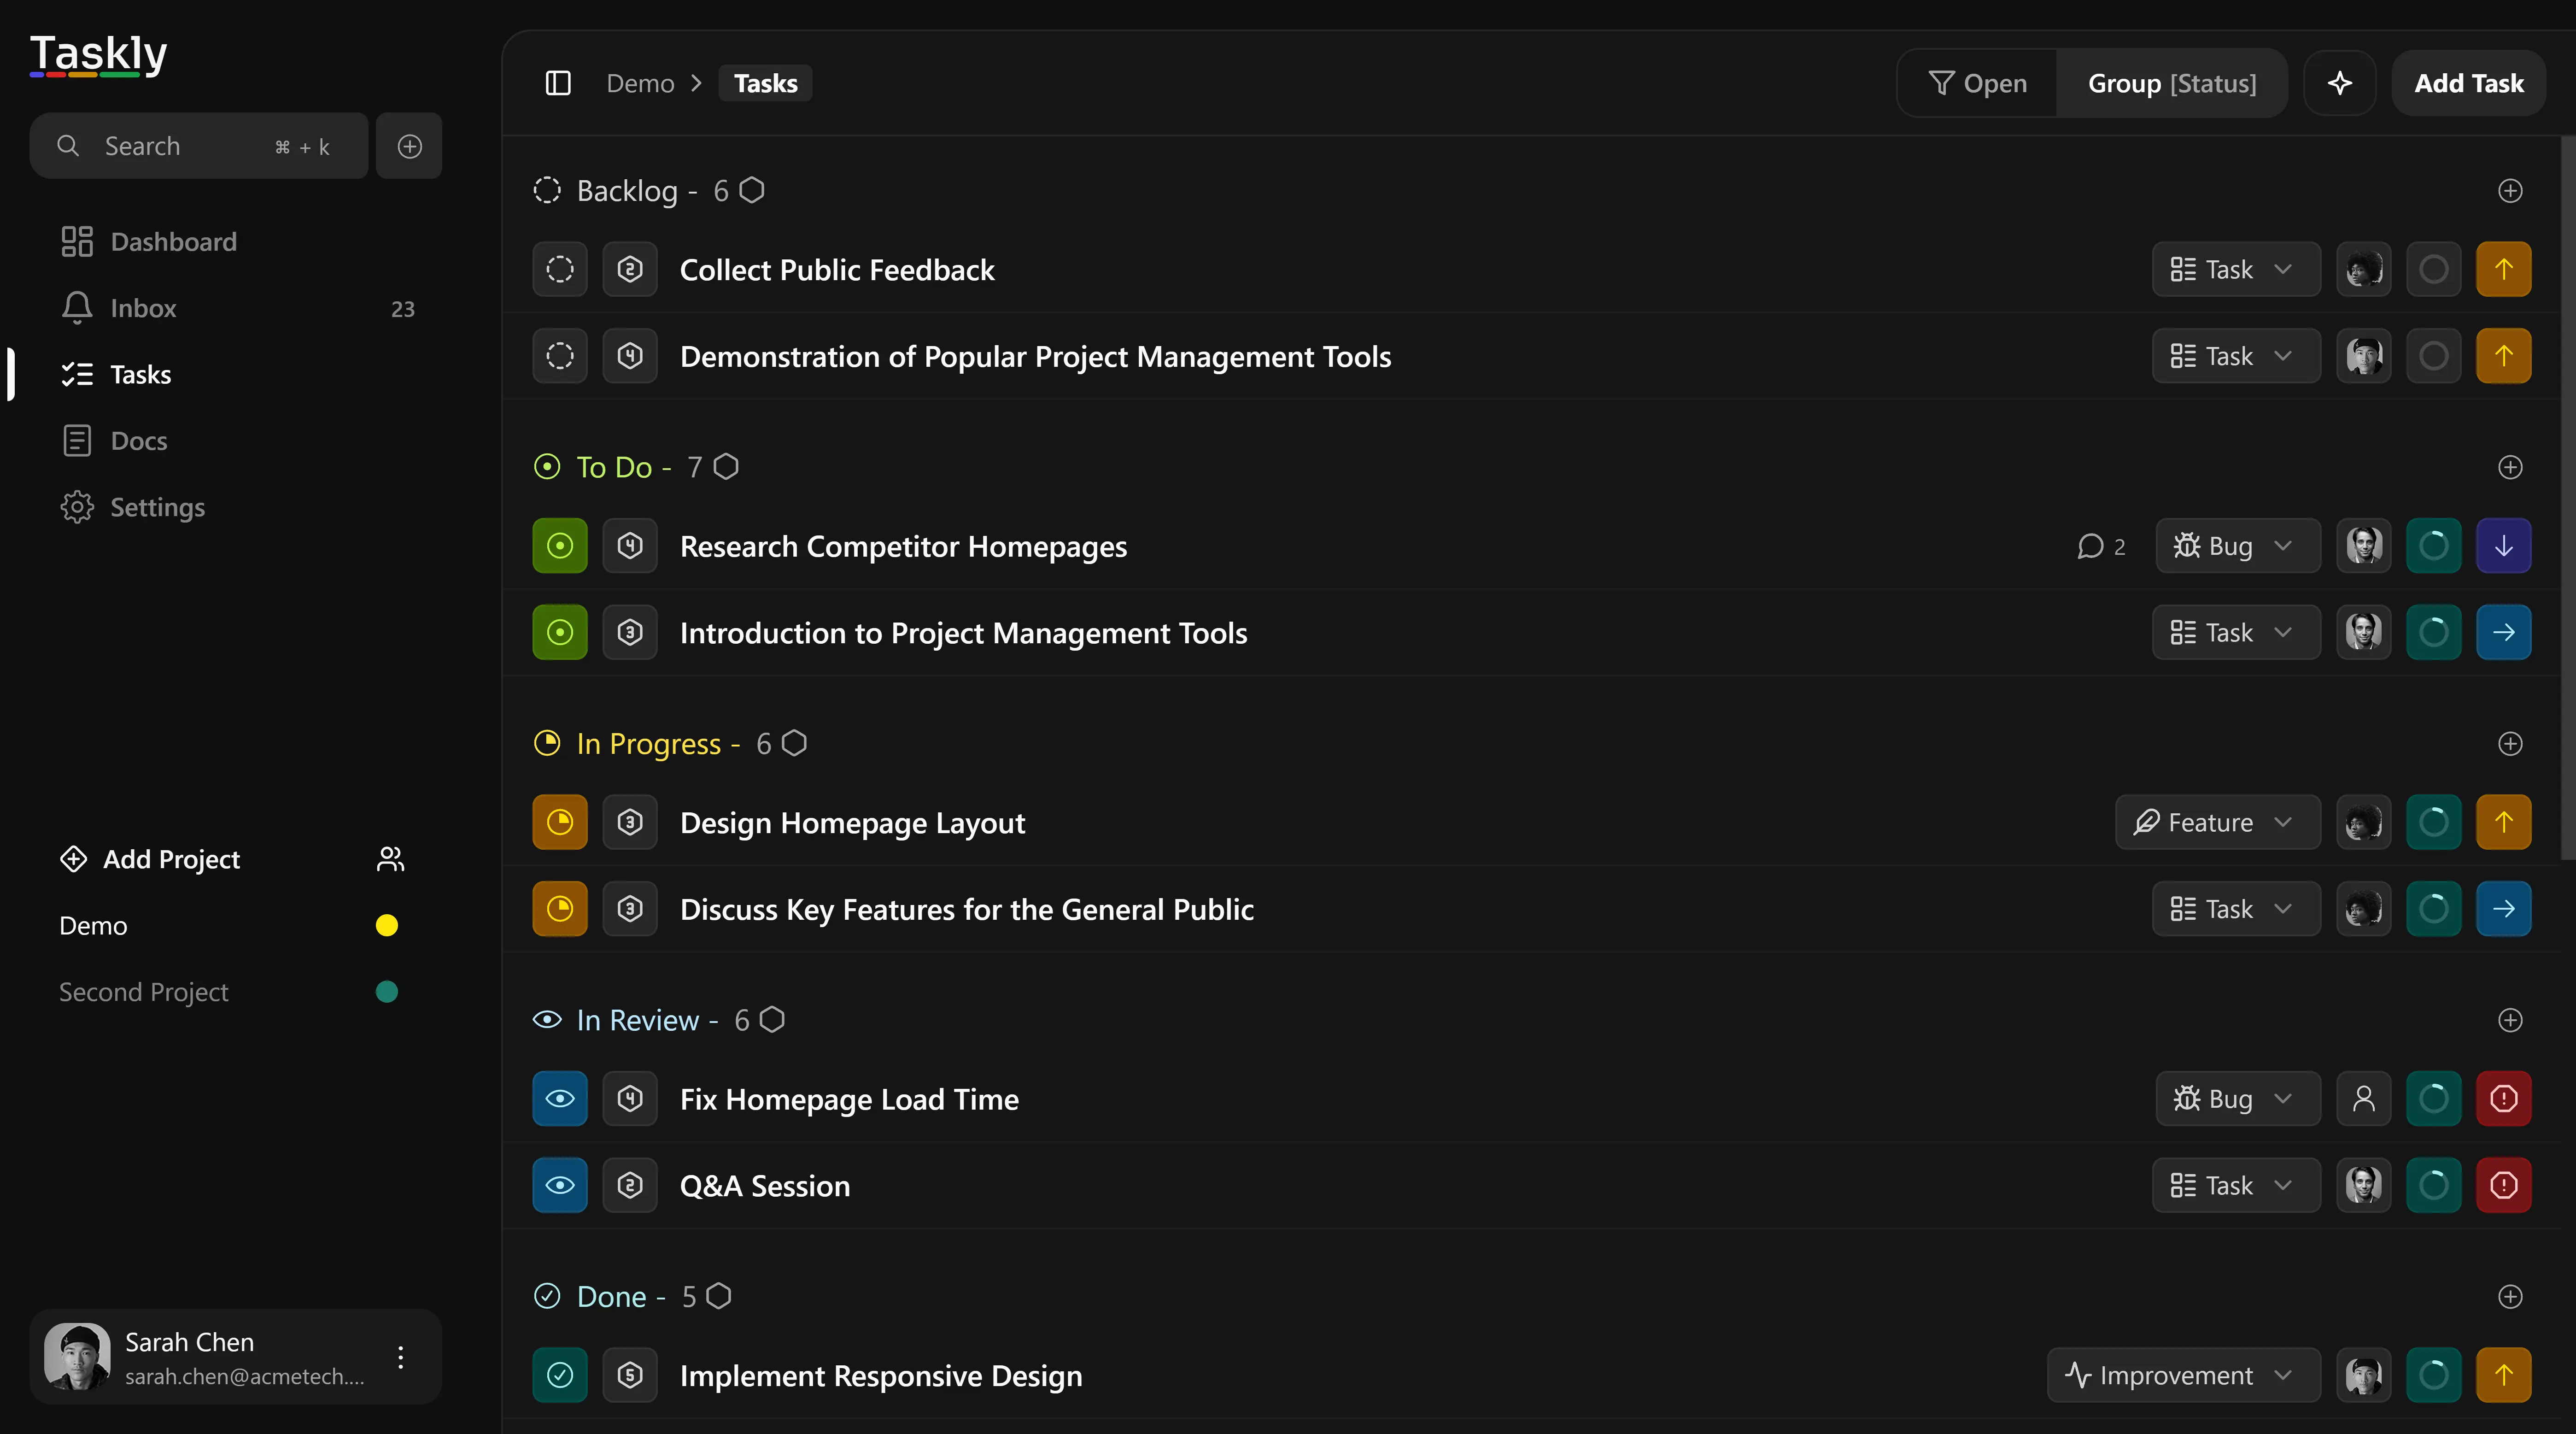 Taskly
Search ⌘ + k
Dashboard
Inbox 23
Tasks
Docs
Settings
Add Project
Demo
Second Project
Sarah Chen
sarah.chen@acmetech....
Demo > Tasks
Open Group [Status] Add Task
Backlog - 6
2 Collect Public Feedback Task
4 Demonstration of Popular Project Management Tools Task
To Do - 7
4 Research Competitor Homepages 2 Bug
3 Introduction to Project Management Tools Task
In Progress - 6
3 Design Homepage Layout Feature
3 Discuss Key Features for the General Public Task
In Review - 6
4 Fix Homepage Load Time Bug
2 Q&A Session Task
Done - 5
5 Implement Responsive Design Improvement